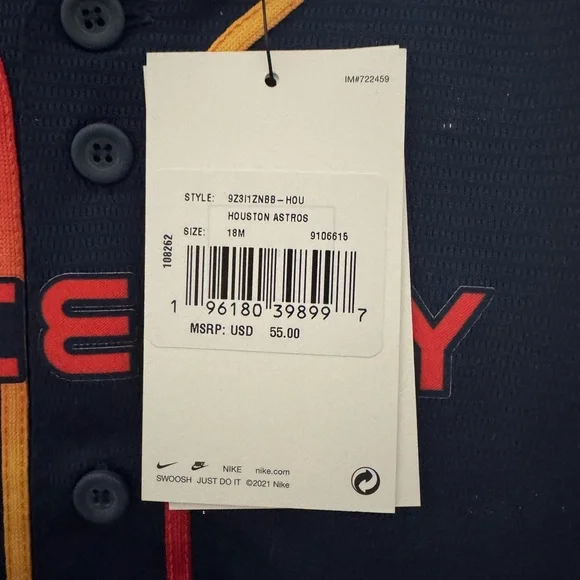 IM#722459
STYLE: 9Z3I1ZNBB-HOU
HOUSTON ASTROS
SIZE: 18M 9106615
108262
1 96180 39899 7
MSRP: USD 55.00
CE Y
NIKE nike.com
SWOOSH JUST DO IT ©2021 Nike